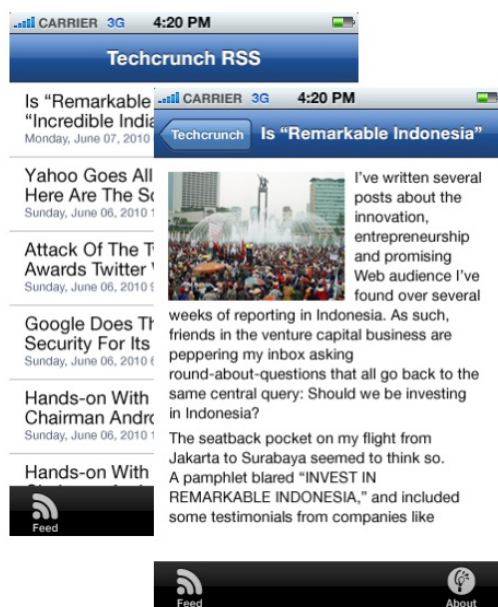 CARRIER 3G 4:20 PM
Techcrunch RSS
Is “Remarkable
“Incredible India
Monday, June 07, 2010
Yahoo Goes All
Here Are The
Sunday, June 06, 2010
Attack Of The
Awards Twitter
Sunday, June 06, 2010
Google Does
Security For Its
Sunday, June 06, 2010
Hands-on With
Chairman
Sunday, June 06, 2010
Hands-on With
Feed
CARRIER 3G 4:20 PM
Techcrunch Is “Remarkable Indonesia”
I’ve written several
posts about the
innovation,
entrepreneurship
and promising
Web audience I’ve
found over several
weeks of reporting in Indonesia. As such,
friends in the venture capital business are
peppering my inbox asking
round-about-questions that all go back to the
same central query: Should we be investing
in Indonesia?
The seatback pocket on my flight from
Jakarta to Surabaya seemed to think so.
A pamphlet blared “INVEST IN
REMARKABLE INDONESIA,” and included
some testimonials from companies like
Feed About